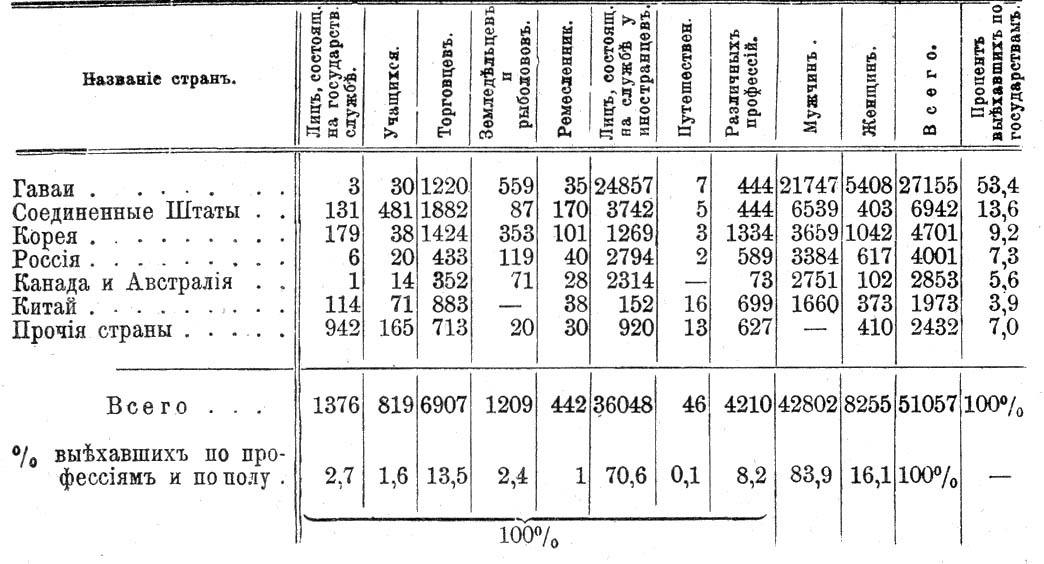 Названіе стран.
Лицъ, состоящ. на государств. службѣ.
Учащихся.
Торговцевъ.
Земледѣльцевъ и рыболововъ.
Ремесленник.
Лицъ, состоящ. на службѣ у иностранцевъ.
Путешествен.
Различныхъ профессій.
Мужчинъ.
Женщинъ.
Всего.
Процентъ выѣхавшихъ по государствамъ.
Гаваи . . . . . . . . 3 30 1220 559 35 24857 7 444 21747 5408 27155 53,4
Соединенные Штаты . . 131 481 1882 87 170 3742 5 444 6539 403 6942 13,6
Корея . . . . . . . . . 179 38 1424 353 101 1269 3 1334 3659 1042 4701 9,2
Россія . . . . . . . . . 6 20 433 119 40 2794 2 589 3384 617 4001 7,3
Канада и Австралія . . 1 14 352 71 28 2314 — 73 2751 102 2853 5,6
Китай . . . . . . . . . 114 71 883 — 38 152 16 699 1660 373 1973 3,9
Прочія страны . . . . . 942 165 713 20 30 920 13 627 — 410 2432 7,0
Всего . . . 1376 819 6907 1209 442 36048 46 4210 42802 8255 51057 100%
% выѣхавшихъ по про-
фессіямъ и по полу . 2,7 1,6 13,5 2,4 1 70,6 0,1 8,2 83,9 16,1 100% —
100%